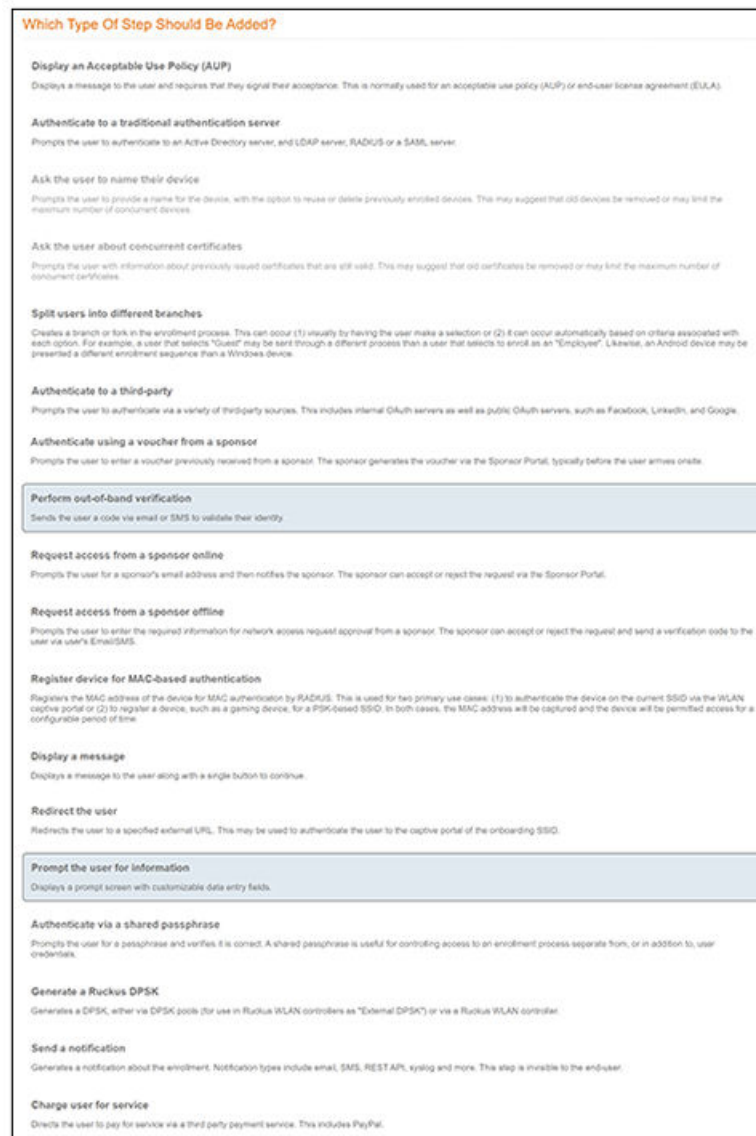 Which Type Of Step Should Be Added?
Display an Acceptable Use Policy (AUP)
Displays a message to the user and requires that they signal their acceptance. This is normally used for an acceptable use policy (AUP) or end-user license agreement (EULA).
Authenticate to a traditional authentication server
Prompts the user to authenticate to an Active Directory server, and LDAP server, RADIUS or a SAML server.
Ask the user to name their device
Prompts the user to provide a name for the device, with the option to reuse or delete previously enrolled devices. This may suggest that old devices be removed or may limit the
maximum number of concurrent devices.
Ask the user about concurrent certificates
Prompts the user with information about previously issued certificates that are still valid. This may suggest that old certificates be removed or may limit the maximum number of
concurrent certificates.
Split users into different branches
Creates a branch or fork in the enrollment process. This can occur (1) visually by having the user make a selection or (2) it can occur automatically based on criteria associated with
each option. For example, a user that selects "Guest" may be sent through a different process than a user that selects to enroll as an "Employee". Likewise, an Android device may be
presented a different enrollment sequence than a Windows device.
Authenticate to a third-party
Prompts the user to authenticate via a variety of third-party sources. This includes internal OAuth servers as well as public OAuth servers, such as Facebook, LinkedIn, and Google.
Authenticate using a voucher from a sponsor
Prompts the user to enter a voucher previously received from a sponsor. The sponsor generates the voucher via the Sponsor Portal, typically before the user arrives onsite.
Perform out-of-band verification
Sends the user a code via email or SMS to validate their identity.
Request access from a sponsor online
Prompts the user for a sponsor's email address and then notifies the sponsor. The sponsor can accept or reject the request via the Sponsor Portal.
Request access from a sponsor offline
Prompts the user to enter the required information for network access request approval from a sponsor. The sponsor can accept or reject the request and send a verification code to the
user via user's Email/SMS.
Register device for MAC-based authentication
Registers the MAC address of the device for MAC authentication by RADIUS. This is used for two primary use cases: (1) to authenticate the device on the current SSID via the WLAN
captive portal or (2) to register a device, such as a gaming device, for a PSK-based SSID. In both cases, the MAC address will be captured and the device will be permitted access for a
configurable period of time.
Display a message
Displays a message to the user along with a single button to continue.
Redirect the user
Redirects the user to a specified external URL. This may be used to authenticate the user to the captive portal of the onboarding SSID.
Prompt the user for information
Displays a prompt screen with customizable data entry fields.
Authenticate via a shared passphrase
Prompts the user for a passphrase and verifies it is correct. A shared passphrase is useful for controlling access to an enrollment process separate from, or in addition to, user
credentials.
Generate a Ruckus DPSK
Generates a DPSK, either via DPSK pools (for use in Ruckus WLAN controllers as "External DPSK") or via a Ruckus WLAN controller.
Send a notification
Generates a notification about the enrollment. Notification types include email, SMS, REST API, syslog and more. This step is invisible to the end-user.
Charge user for service
Directs the user to pay for service via a third party payment service. This includes PayPal.